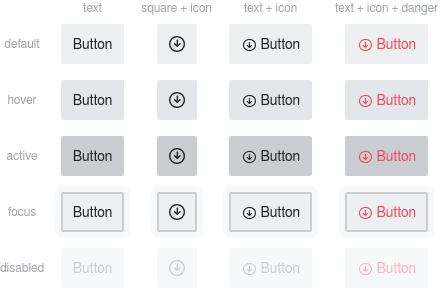 text square + icon text + icon text + icon + danger
default Button Button Button
hover Button Button Button
active Button Button Button
focus Button Button Button
disabled Button Button Button